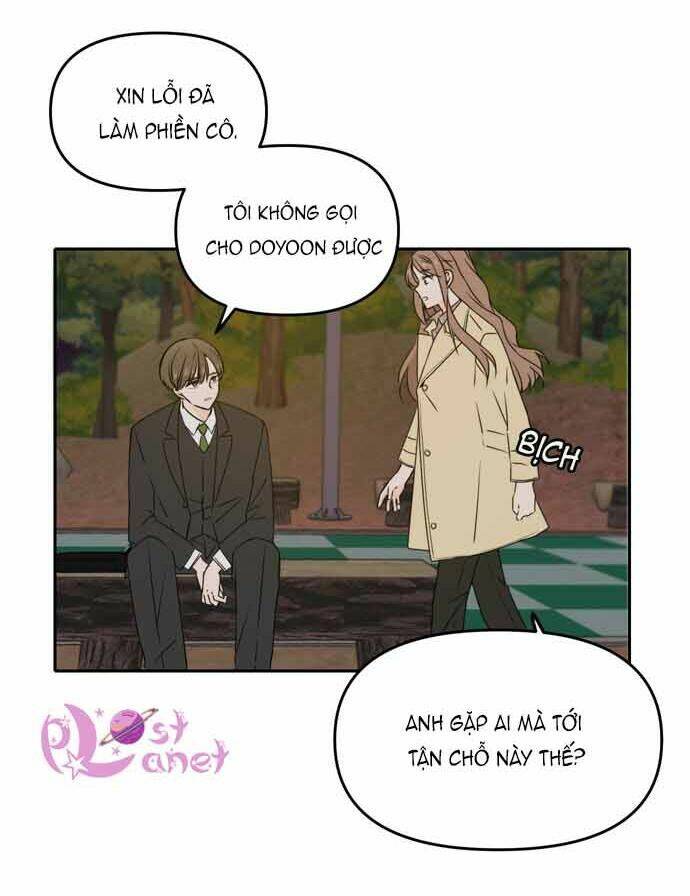 XIN LỖI ĐÃ
LÀM PHIỀN CÔ.
TÔI KHÔNG GỌI
CHO DOYOON ĐƯỢC
BỊCH
ANH GẶP AI MÀ TỚI
TẬN CHỖ NÀY THẾ?
Lost
Planet